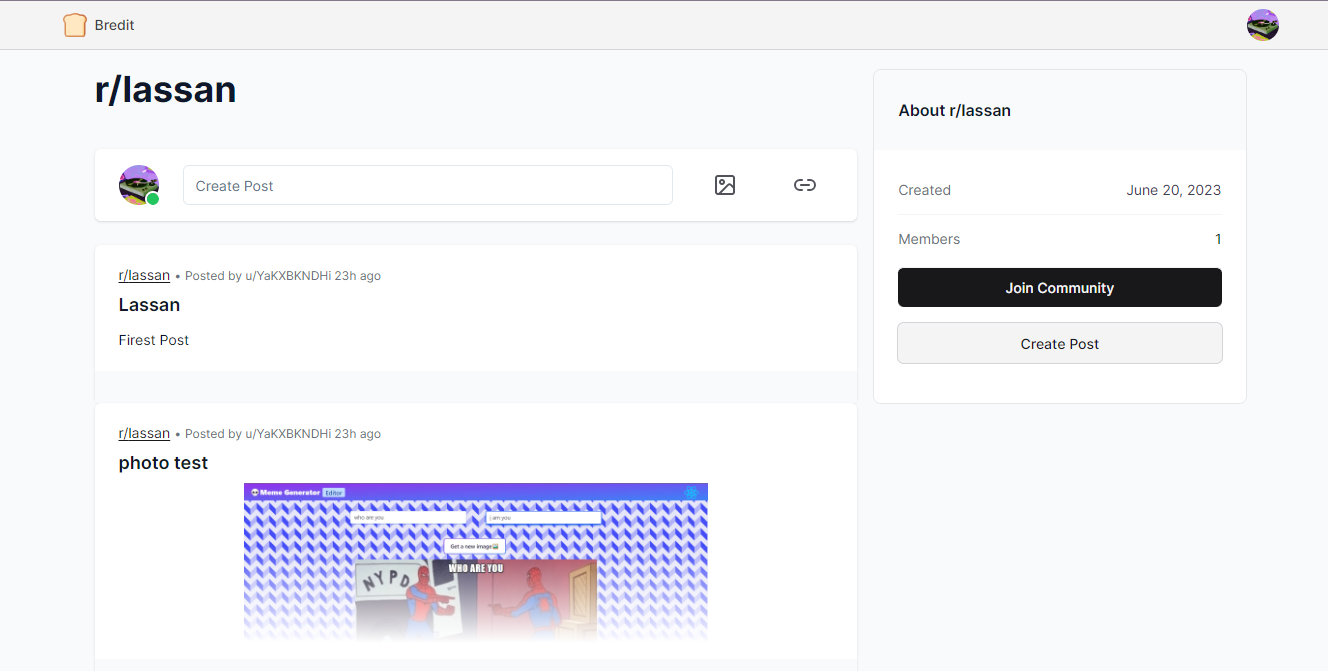 Bredit
r/lassan
Create Post
r/lassan • Posted by u/YaKXBKNDHi 23h ago
Lassan
Firest Post
r/lassan • Posted by u/YaKXBKNDHi 23h ago
photo test
Meme Generator Editor
who are you
i am you
Get a new image
NYPD
WHO ARE YOU
About r/lassan
Created June 20, 2023
Members 1
Join Community
Create Post